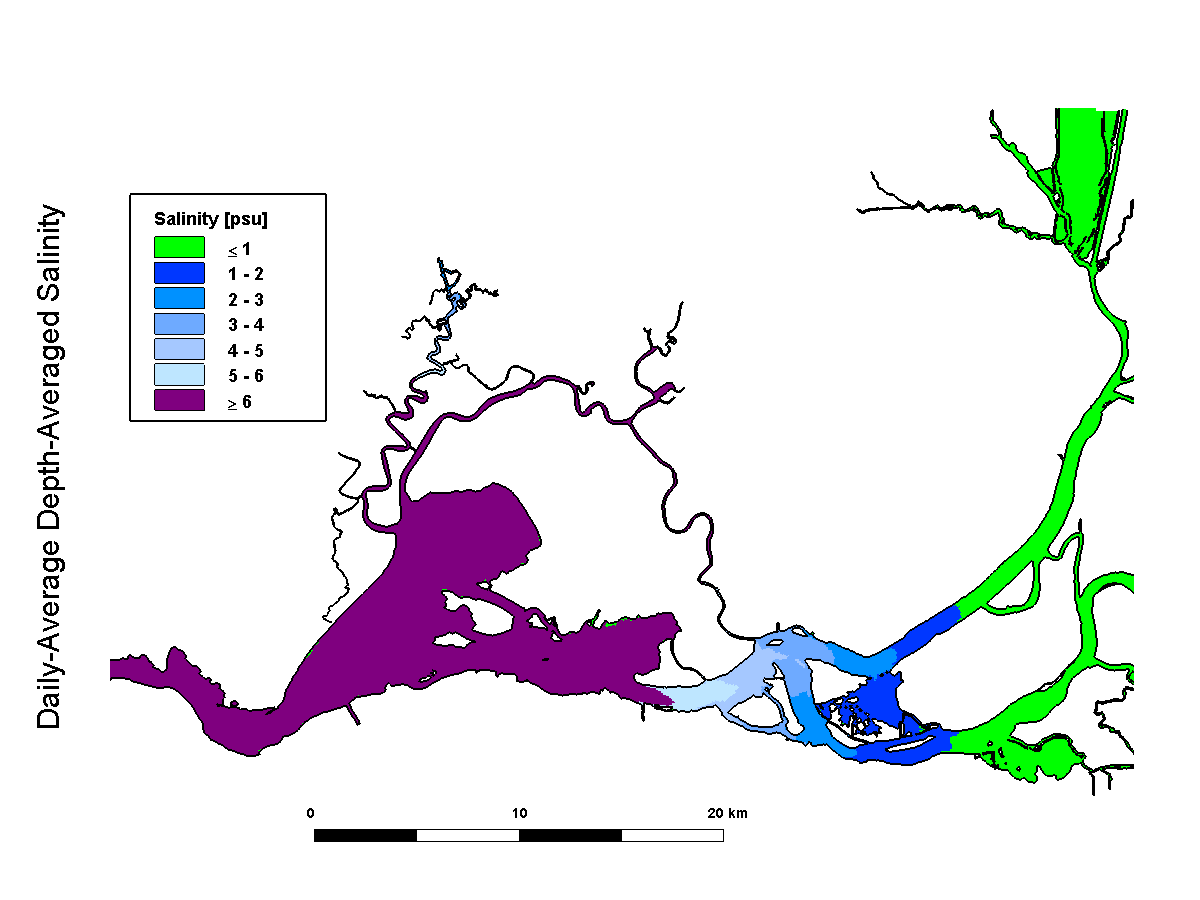 Daily-Average Depth-Averaged Salinity
Salinity [psu]
≤ 1
1 - 2
2 - 3
3 - 4
4 - 5
5 - 6
≥ 6
0 10 20 km